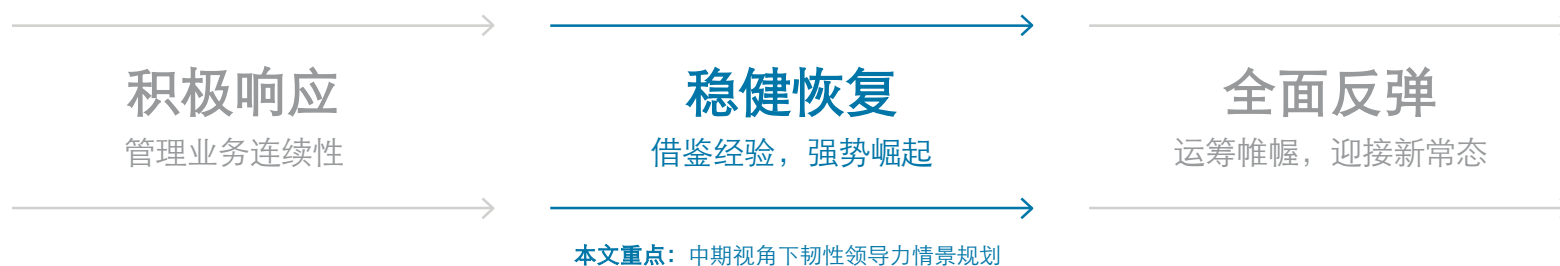 积极响应
管理业务连续性
稳健恢复
借鉴经验，强势崛起
全面反弹
运筹帷幄，迎接新常态
本文重点：中期视角下韧性领导力情景规划